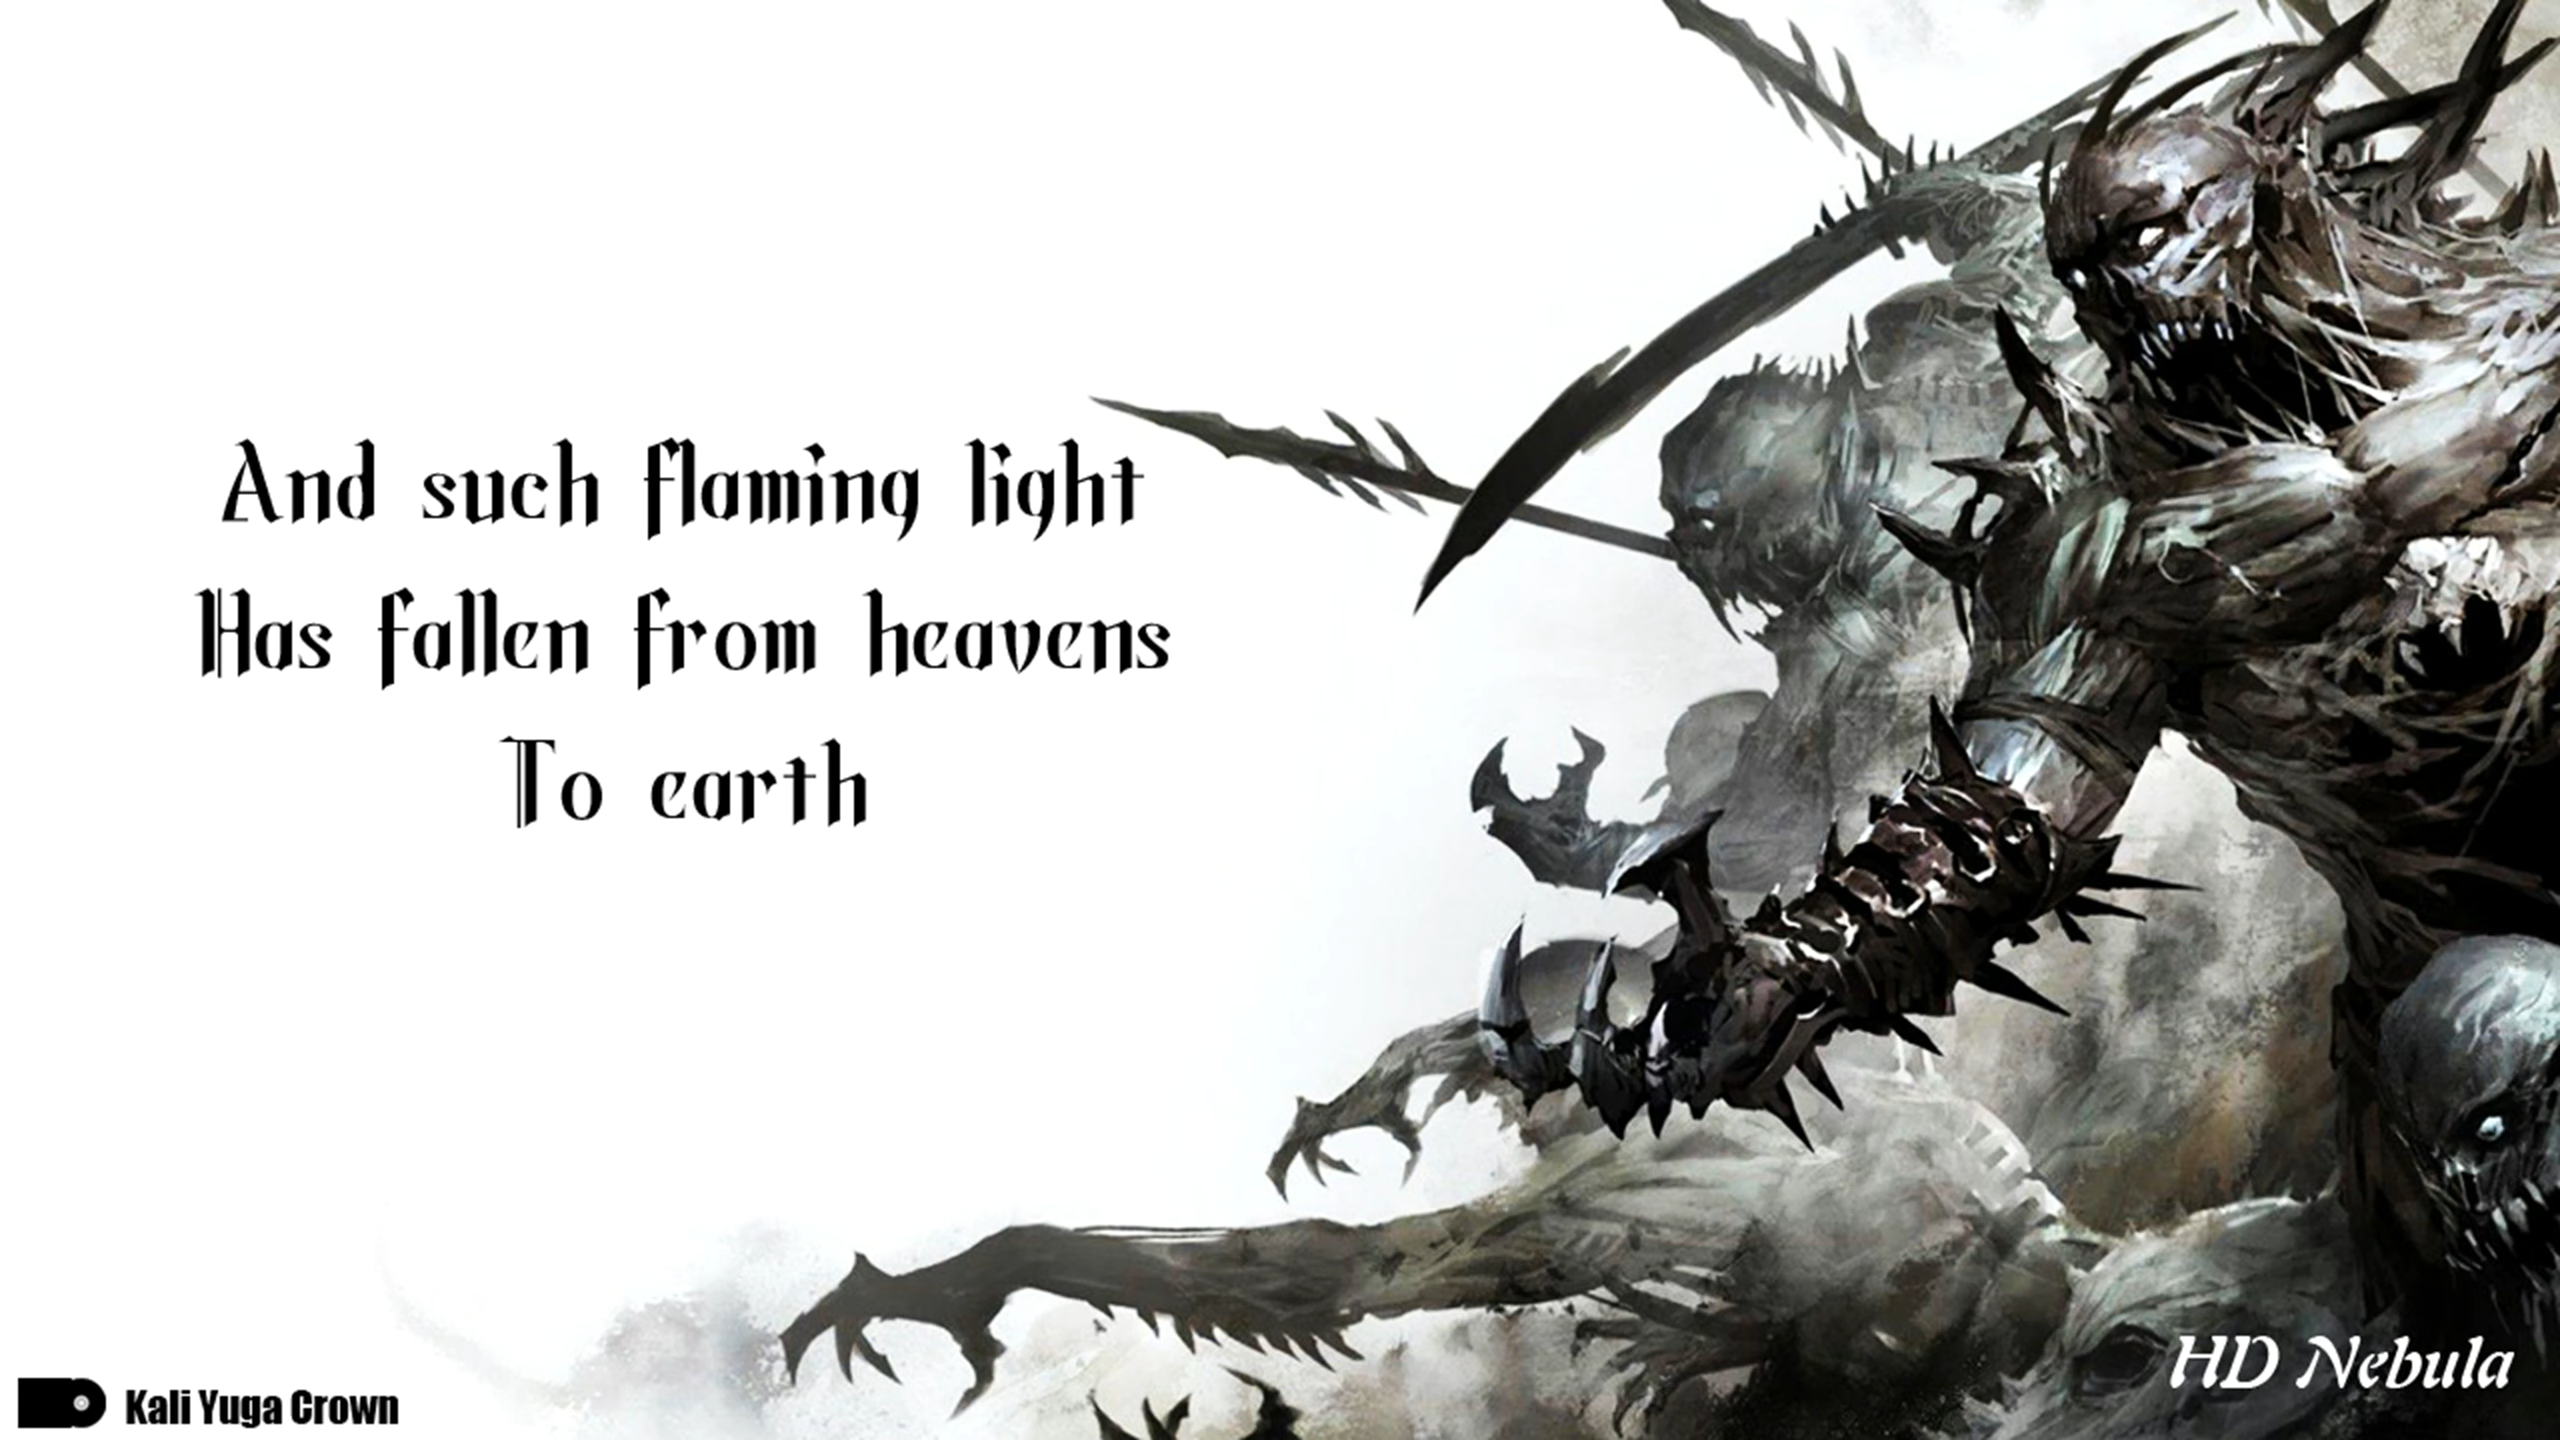 And such flaming light
Has fallen from heavens
To earth
Kali Yuga Crown
HD Nebula